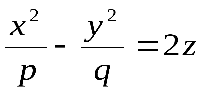 x²/p - y²/q = 2z